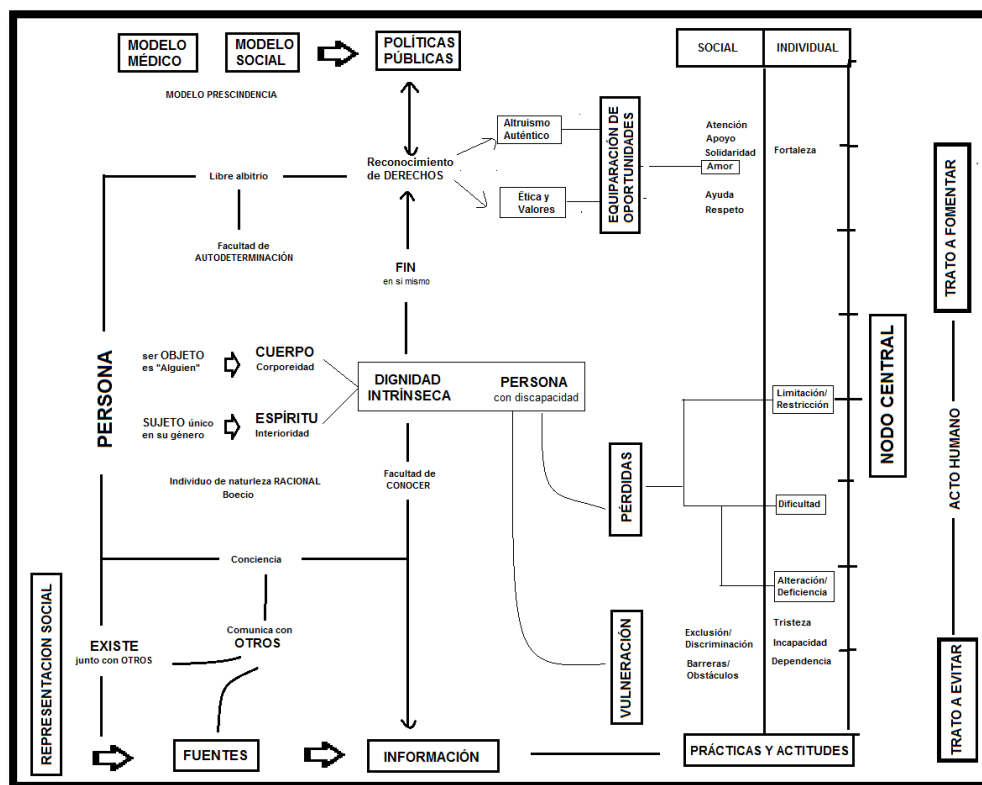 MODELO
MÉDICO
MODELO
SOCIAL
POLÍTICAS
PÚBLICAS
SOCIAL
INDIVIDUAL
MODELO PRESCINDENCIA
Altruismo
Auténtico
EQUIPARACIÓN DE
OPORTUNIDADES
Atención
Apoyo
Solidaridad
Amor
Ayuda
Respeto
Fortaleza
TRATO A FOMENTAR
Reconocimiento
de DERECHOS
Libre albitrio
Ética y
Valores
Facultad de
AUTODETERMINACIÓN
FIN
en si mismo
PERSONA
ser OBJETO
es "Alguien"
CUERPO
Corporeidad
DIGNIDAD
INTRÍNSECA
PERSONA
con discapacidad
SUJETO único
en su género
ESPÍRITU
Interioridad
Limitación/
Restricción
NODO CENTRAL
Individuo de naturleza RACIONAL
Boecio
Facultad de
CONOCER
PÉRDIDAS
Dificultad
ACTO HUMANO
Conciencia
Alteración/
Deficiencia
REPRESENTACION SOCIAL
EXISTE
junto con OTROS
Comunica con
OTROS
VULNERACIÓN
Exclusión/
Discriminación
Barreras/
Obstáculos
Tristeza
Incapacidad
Dependencia
TRATO A EVITAR
FUENTES
INFORMACIÓN
PRÁCTICAS Y ACTITUDES